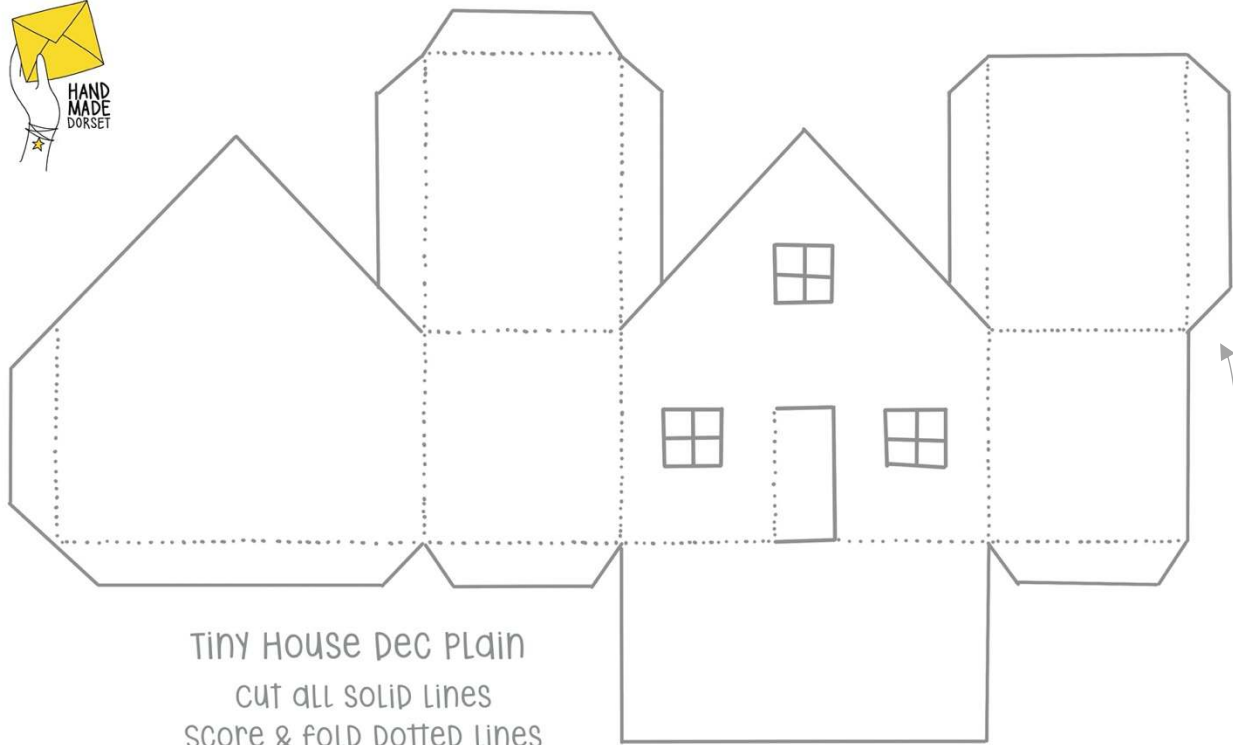 HAND
MADE
DORSET
Tiny House Dec Plain
cut all solid lines
score & fold dotted lines